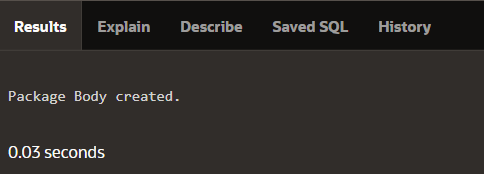 Results Explain Describe Saved SQL History
Package Body created.
0.03 seconds